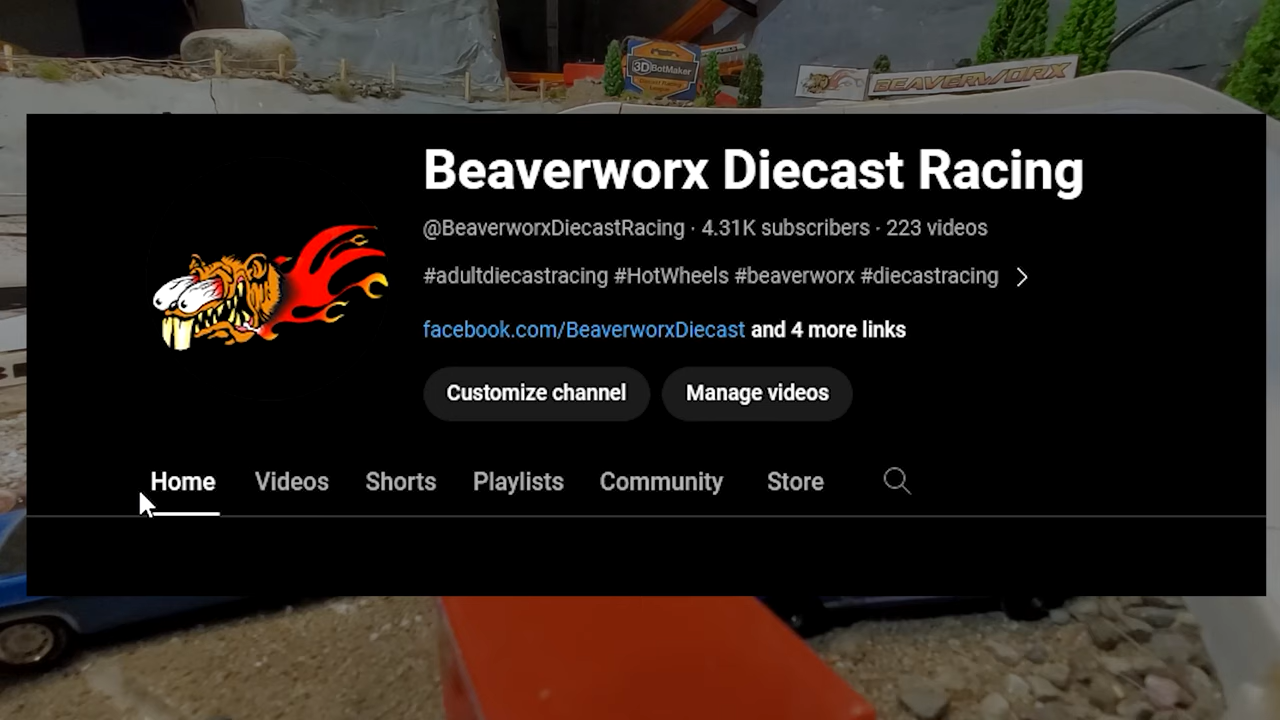 3DBotMaker
BEAVERWORX
Beaverworx Diecast Racing
@BeaverworxDiecastRacing · 4.31K subscribers · 223 videos
#adultdiecastracing #HotWheels #beaverworx #diecastracing
facebook.com/BeaverworxDiecast and 4 more links
Customize channel Manage videos
Home Videos Shorts Playlists Community Store